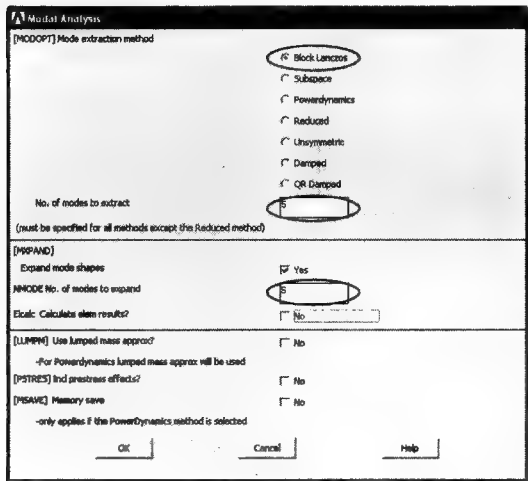 Modal Analysis
[MODOPT] Mode extraction method
Block Lanczos
Subspace
Powerdynamics
Reduced
Unsymmetric
Damped
QR Damped
No. of modes to extract 5
(must be specified for all methods except the Reduced method)
[MXPAND]
Expand mode shapes Yes
NMODE No. of modes to expand 5
Elcalc Calculate elem results? No
[LUMPM] Use lumped mass approx? No
-For Powerdynamics lumped mass approx will be used
[PSTRES] Incl prestress effects? No
[MSAVE] Memory save No
-only applies if the PowerDynamics method is selected
OK Cancel Help